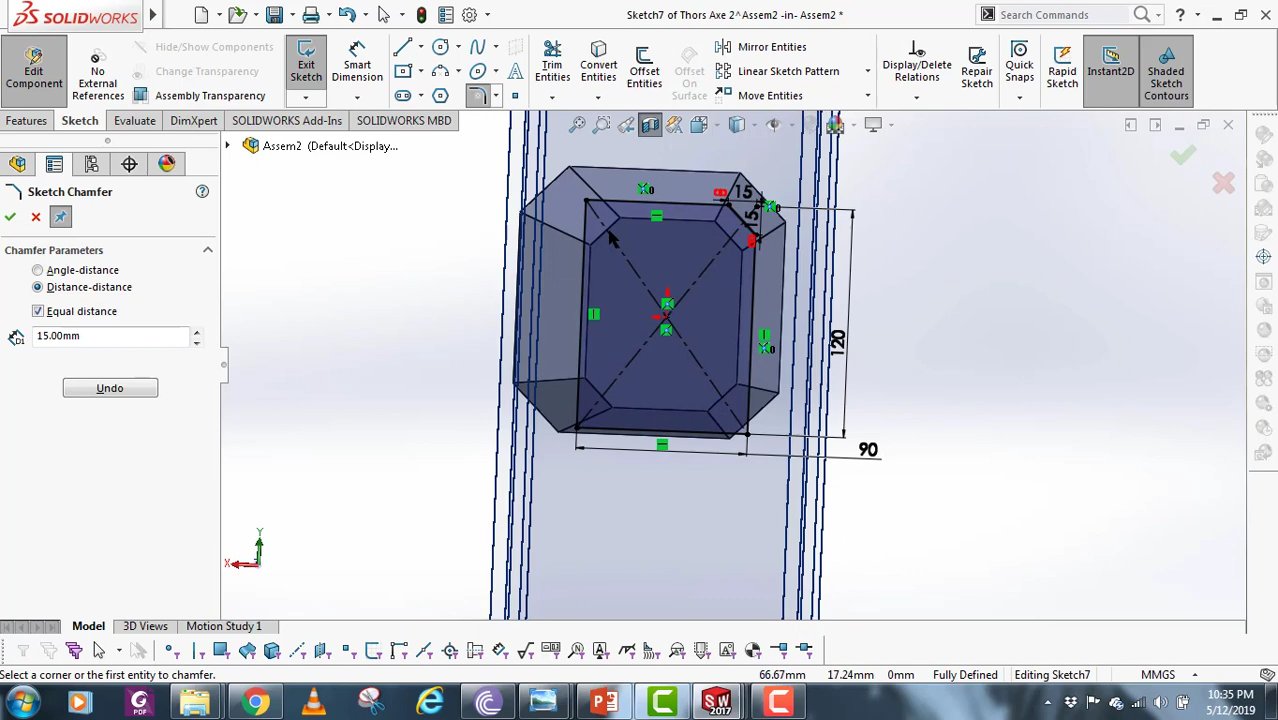 SOLIDWORKS
Sketch7 of Thors Axe 2^Assem2 -in- Assem2 *
Search Commands
Edit Component
No External References
Hide/Show Components
Change Transparency
Assembly Transparency
Exit Sketch
Smart Dimension
Trim Entities
Convert Entities
Offset Entities
Offset On Surface
Mirror Entities
Linear Sketch Pattern
Move Entities
Display/Delete Relations
Repair Sketch
Quick Snaps
Rapid Sketch
Instant2D
Shaded Sketch Contours
Features
Sketch
Evaluate
DimXpert
SOLIDWORKS Add-Ins
SOLIDWORKS MBD
Assem2 (Default<Display...
Sketch Chamfer
Chamfer Parameters
Angle-distance
Distance-distance
Equal distance
15.00mm
Undo
15
15
120
90
Y
X
Model
3D Views
Motion Study 1
Select a corner or the first entity to chamfer.
66.67mm
17.24mm
0mm
Fully Defined
Editing Sketch7
MMGS
PDF
2017
10:35 PM
5/12/2019